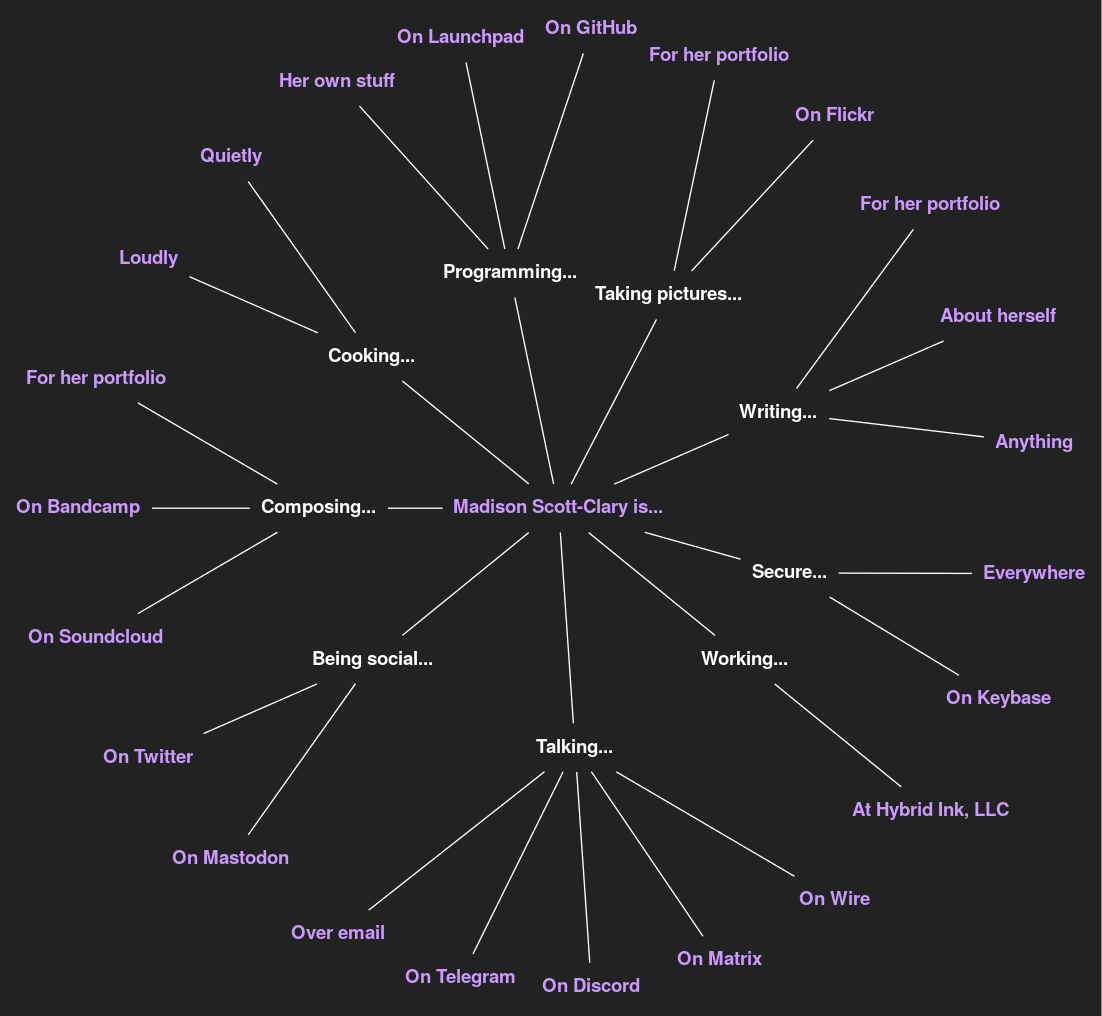 On GitHub
On Launchpad
For her portfolio
Her own stuff
On Flickr
Quietly
For her portfolio
Loudly
Programming...
Taking pictures...
About herself
Cooking...
For her portfolio
Writing...
Anything
On Bandcamp
Composing...
Madison Scott-Clary is...
Secure...
Everywhere
On Soundcloud
Being social...
Working...
On Keybase
Talking...
On Twitter
At Hybrid Ink, LLC
On Mastodon
On Wire
Over email
On Matrix
On Telegram
On Discord